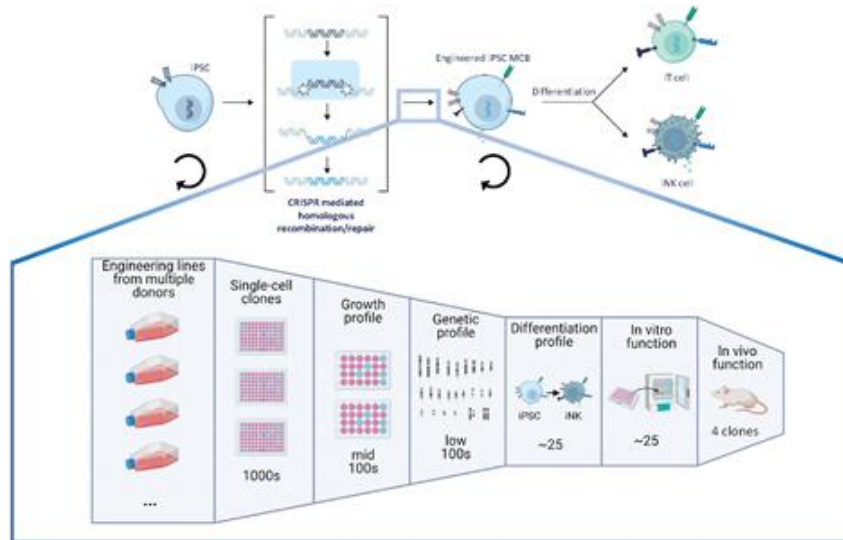 iPSC
Engineered iPSC MCB
iT cell
Differentiation
iNK cell
CRISPR mediated
homologous
recombination/repair
Engineering lines
from multiple
donors
...
Single-cell
clones
1000s
Growth
profile
mid
100s
Genetic
profile
low
100s
Differentiation
profile
iPSC
iNK
~25
In vitro
function
~25
In vivo
function
4 clones